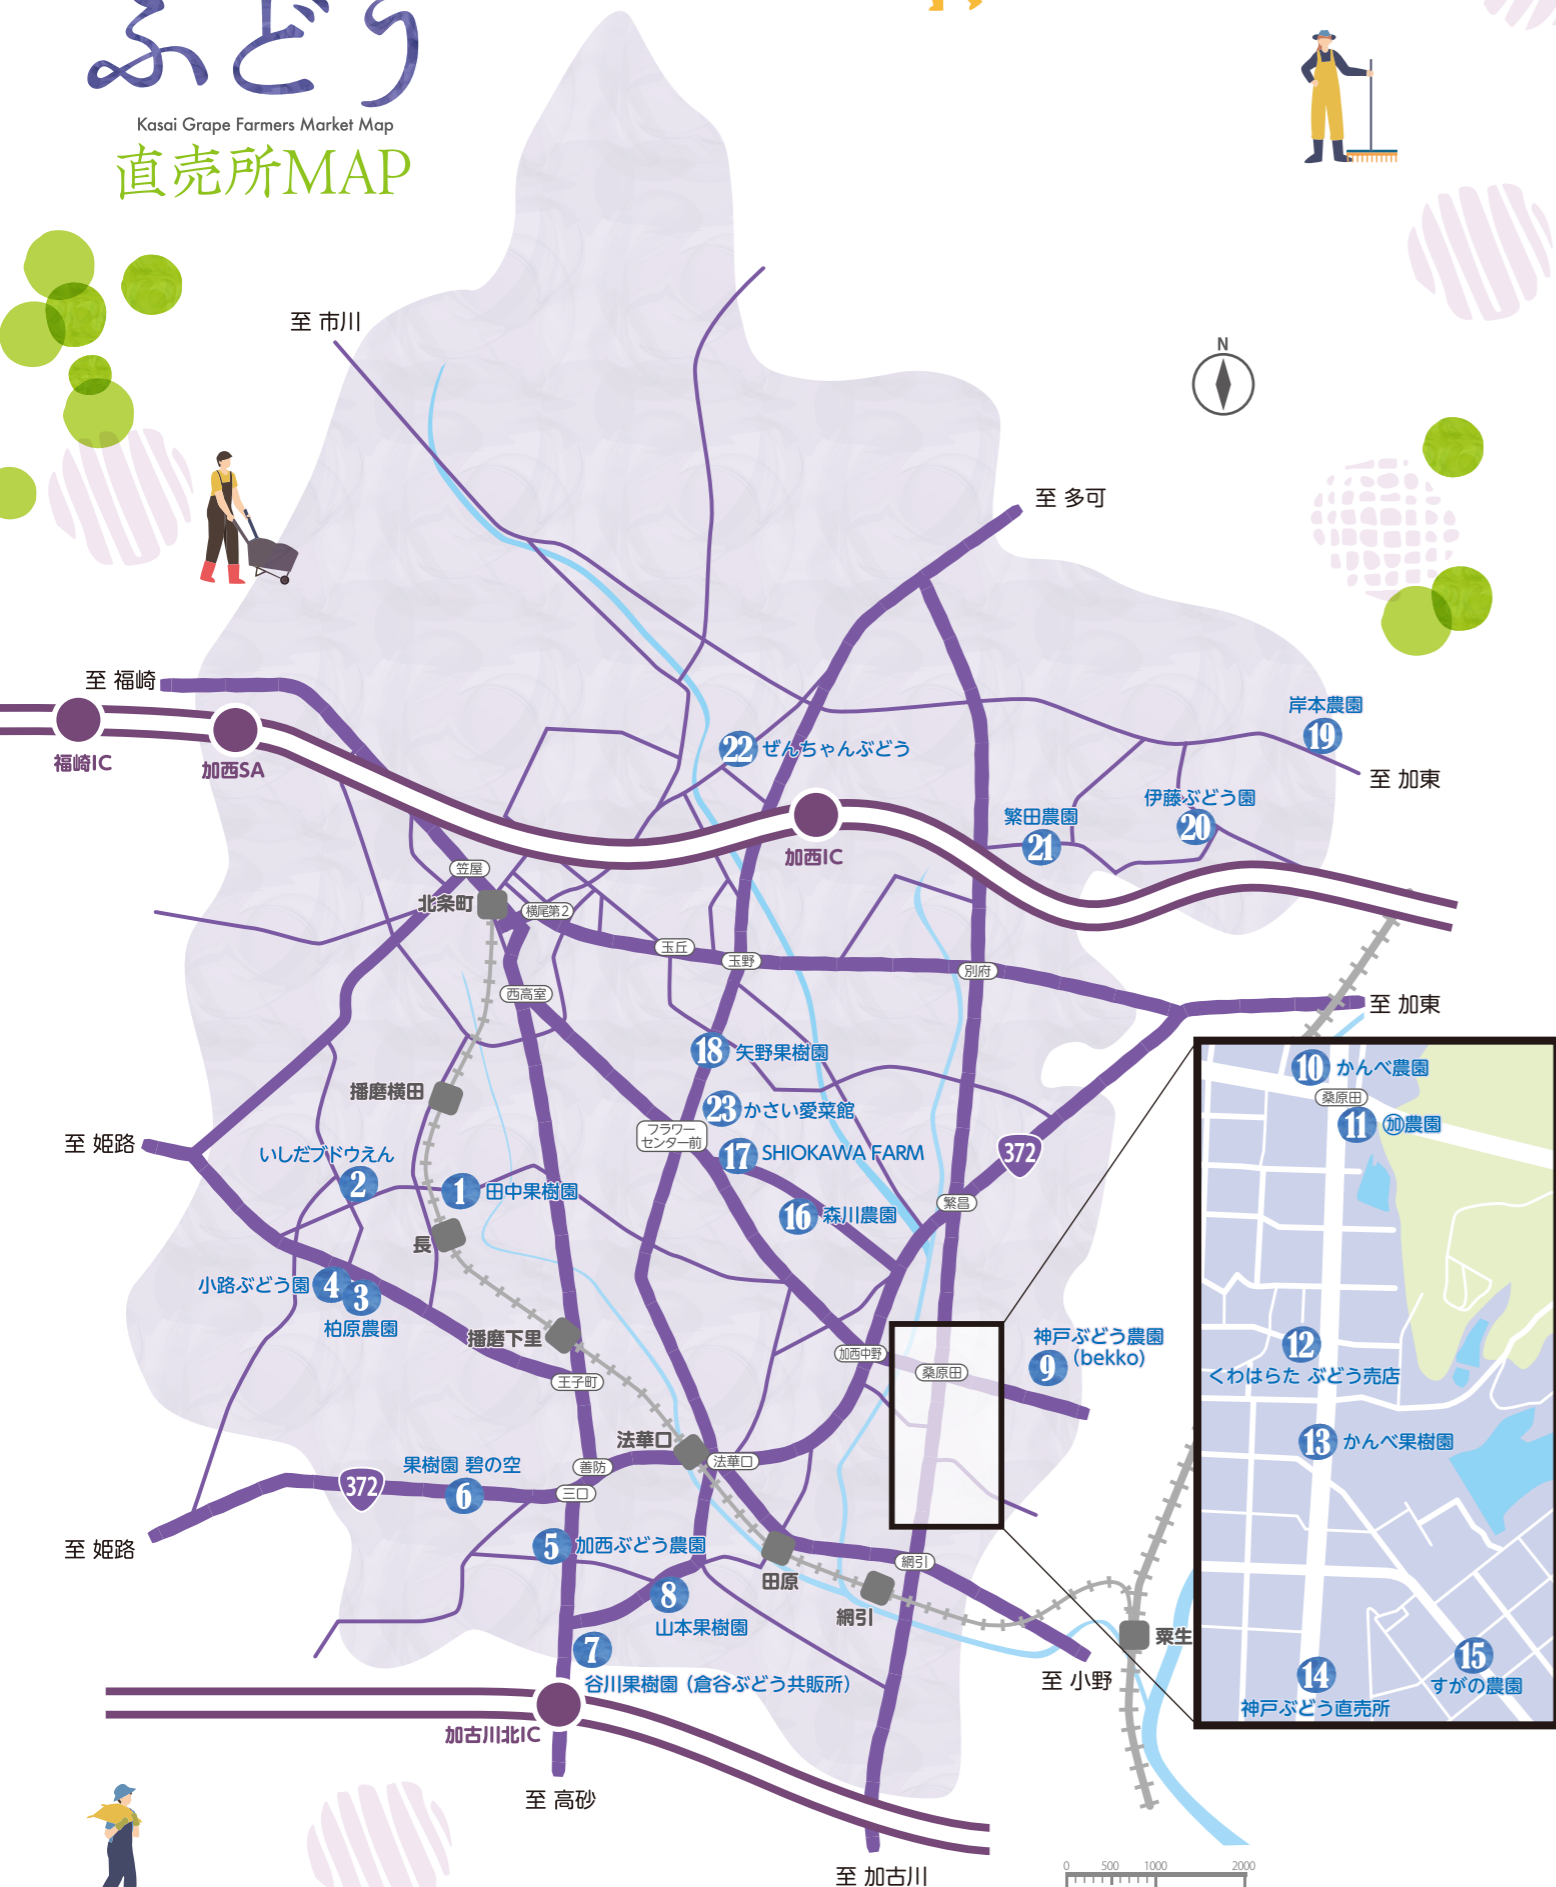 ぶどう
Kasai Grape Farmers Market Map
直売所MAP
至 市川
N
至 多可
至 福崎
福崎IC
加西SA
岸本農園
19
22 ぜんちゃんぶどう
至 加東
伊藤ぶどう園
20
繁田農園
21
加西IC
笠屋
北条町
横尾第2
玉丘
玉野
別府
西高室
至 加東
18 矢野果樹園
10 かんべ農園
桑原田
11 ㊎農園
播磨横田
23 かさい愛菜館
フラワー
センター前
至 姫路
いしだブドウえん
2
17 SHIOKAWA FARM
372
1 田中果樹園
繁昌
16 森川農園
長
小路ぶどう園 4
3
柏原農園
播磨下里
神戸ぶどう農園
(bekko)
9
加西中野
桑原田
12
くわはらた ぶどう売店
王子町
13 かんべ果樹園
法華口
法華口
果樹園 碧の空
6
善防
三口
372
至 姫路
5 加西ぶどう農園
田原
網引
網引
8
山本果樹園
粟生
7
谷川果樹園 (倉谷ぶどう共販所)
至 小野
14
神戸ぶどう直売所
15
すがの農園
加古川北IC
至 高砂
至 加古川
0 500 1000 2000